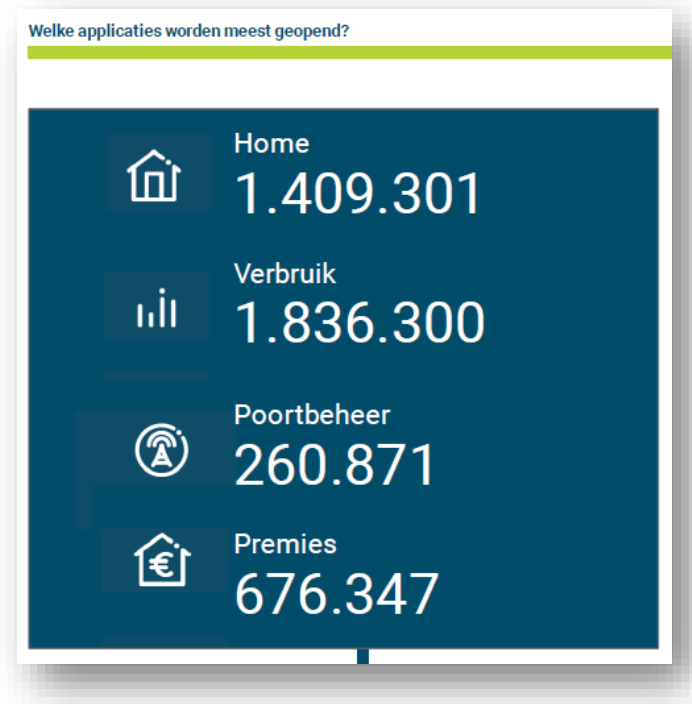 Welke applicaties worden meest geopend?
Home
1.409.301
Verbruik
1.836.300
Poortbeheer
260.871
Premies
676.347